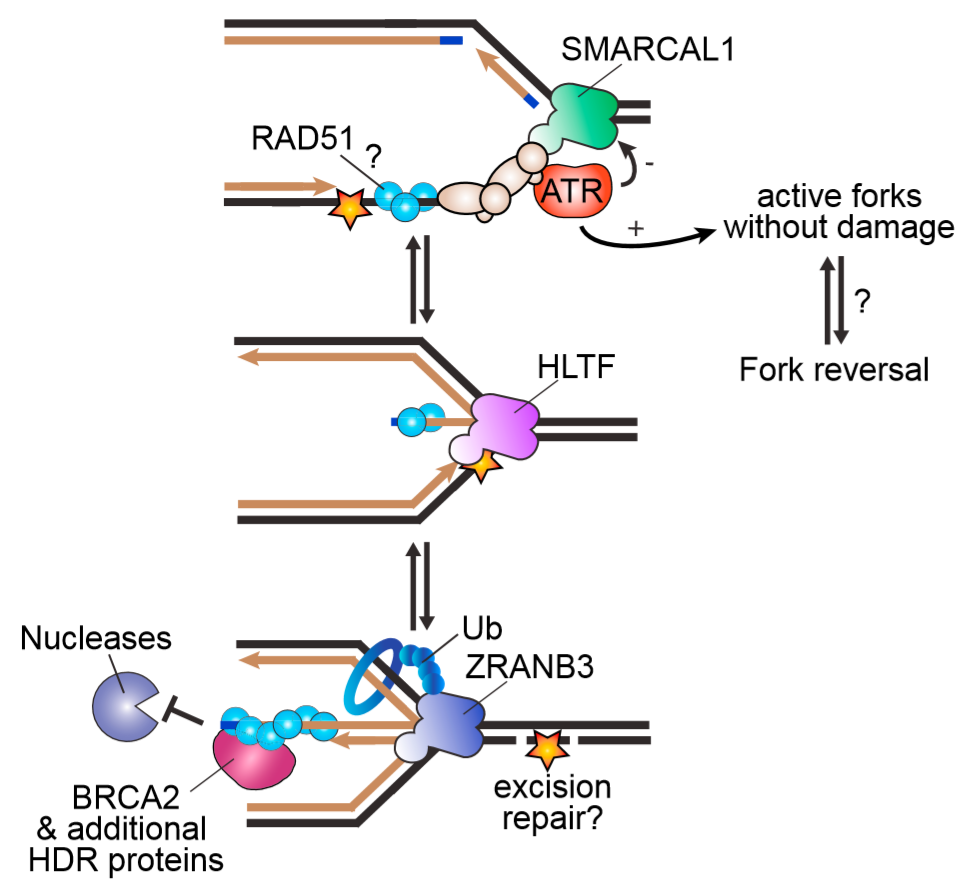 SMARCAL1
RAD51
?
ATR
-
+
active forks
without damage
?
Fork reversal
HLTF
Nucleases
Ub
ZRANB3
BRCA2
& additional
HDR proteins
excision
repair?